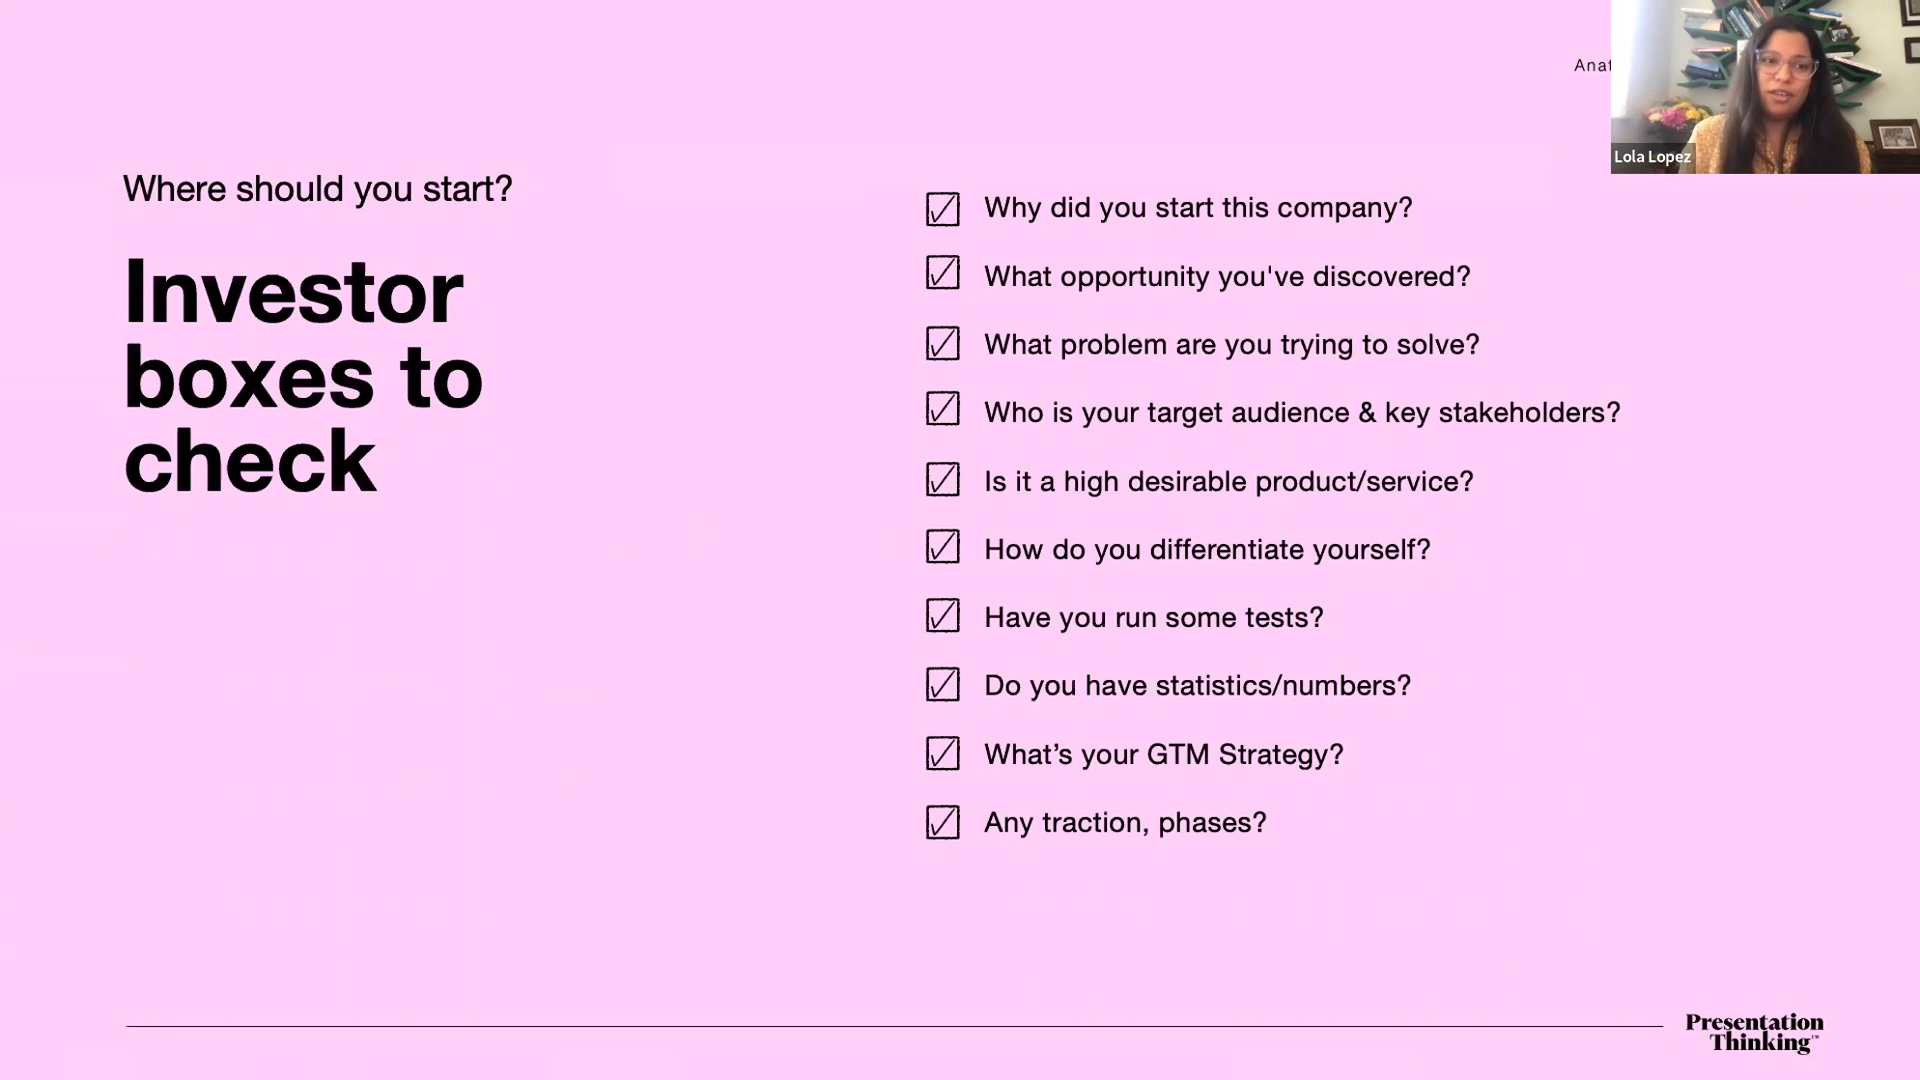 Where should you start?
Investor
boxes to
check
Why did you start this company?
What opportunity you've discovered?
What problem are you trying to solve?
Who is your target audience & key stakeholders?
Is it a high desirable product/service?
How do you differentiate yourself?
Have you run some tests?
Do you have statistics/numbers?
What’s your GTM Strategy?
Any traction, phases?
Lola Lopez
Presentation
Thinking™